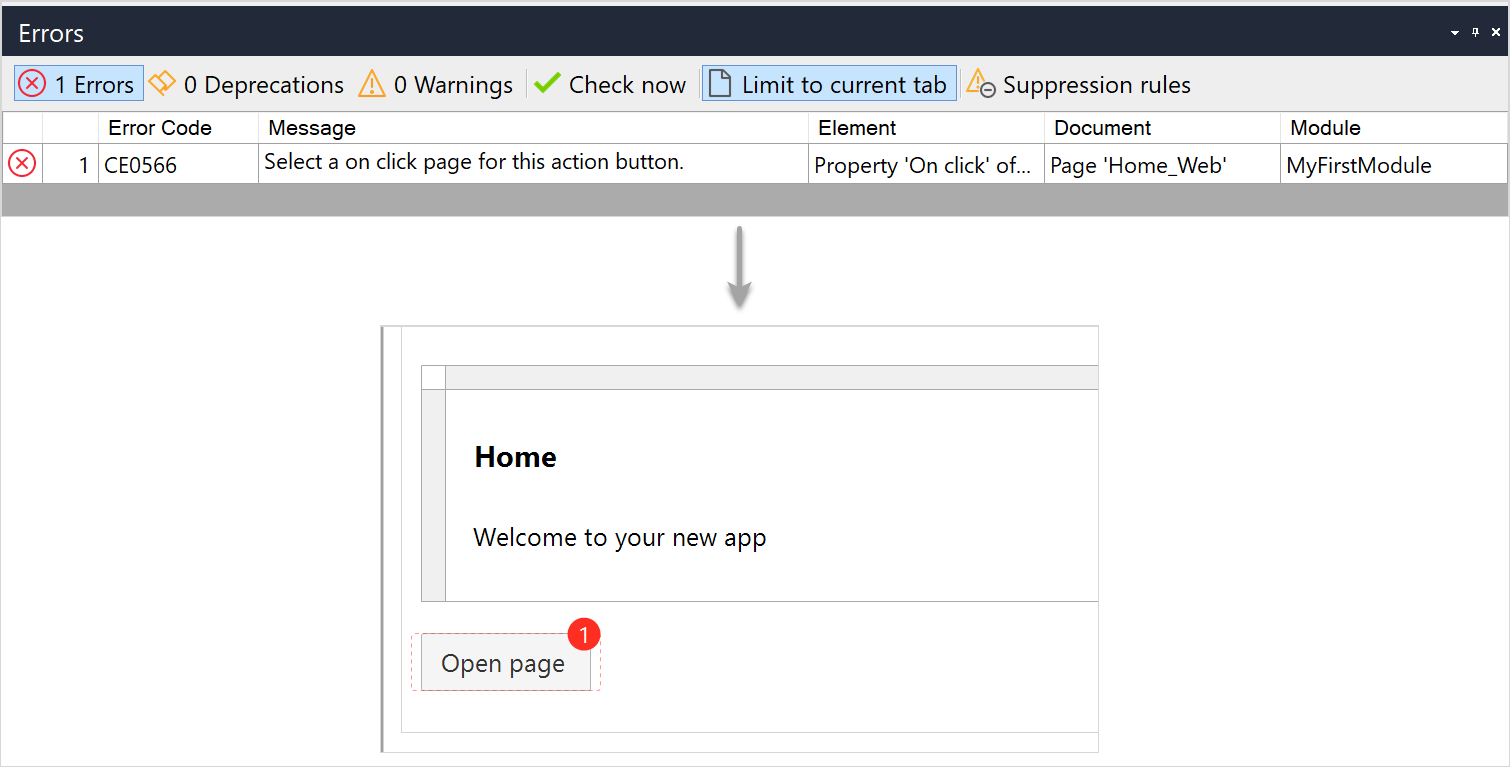 Errors
1 Errors 0 Deprecations 0 Warnings Check now Limit to current tab Suppression rules
Error Code Message Element Document Module
1 CE0566 Select a on click page for this action button. Property 'On click' of... Page 'Home_Web' MyFirstModule
Home
Welcome to your new app
1
Open page